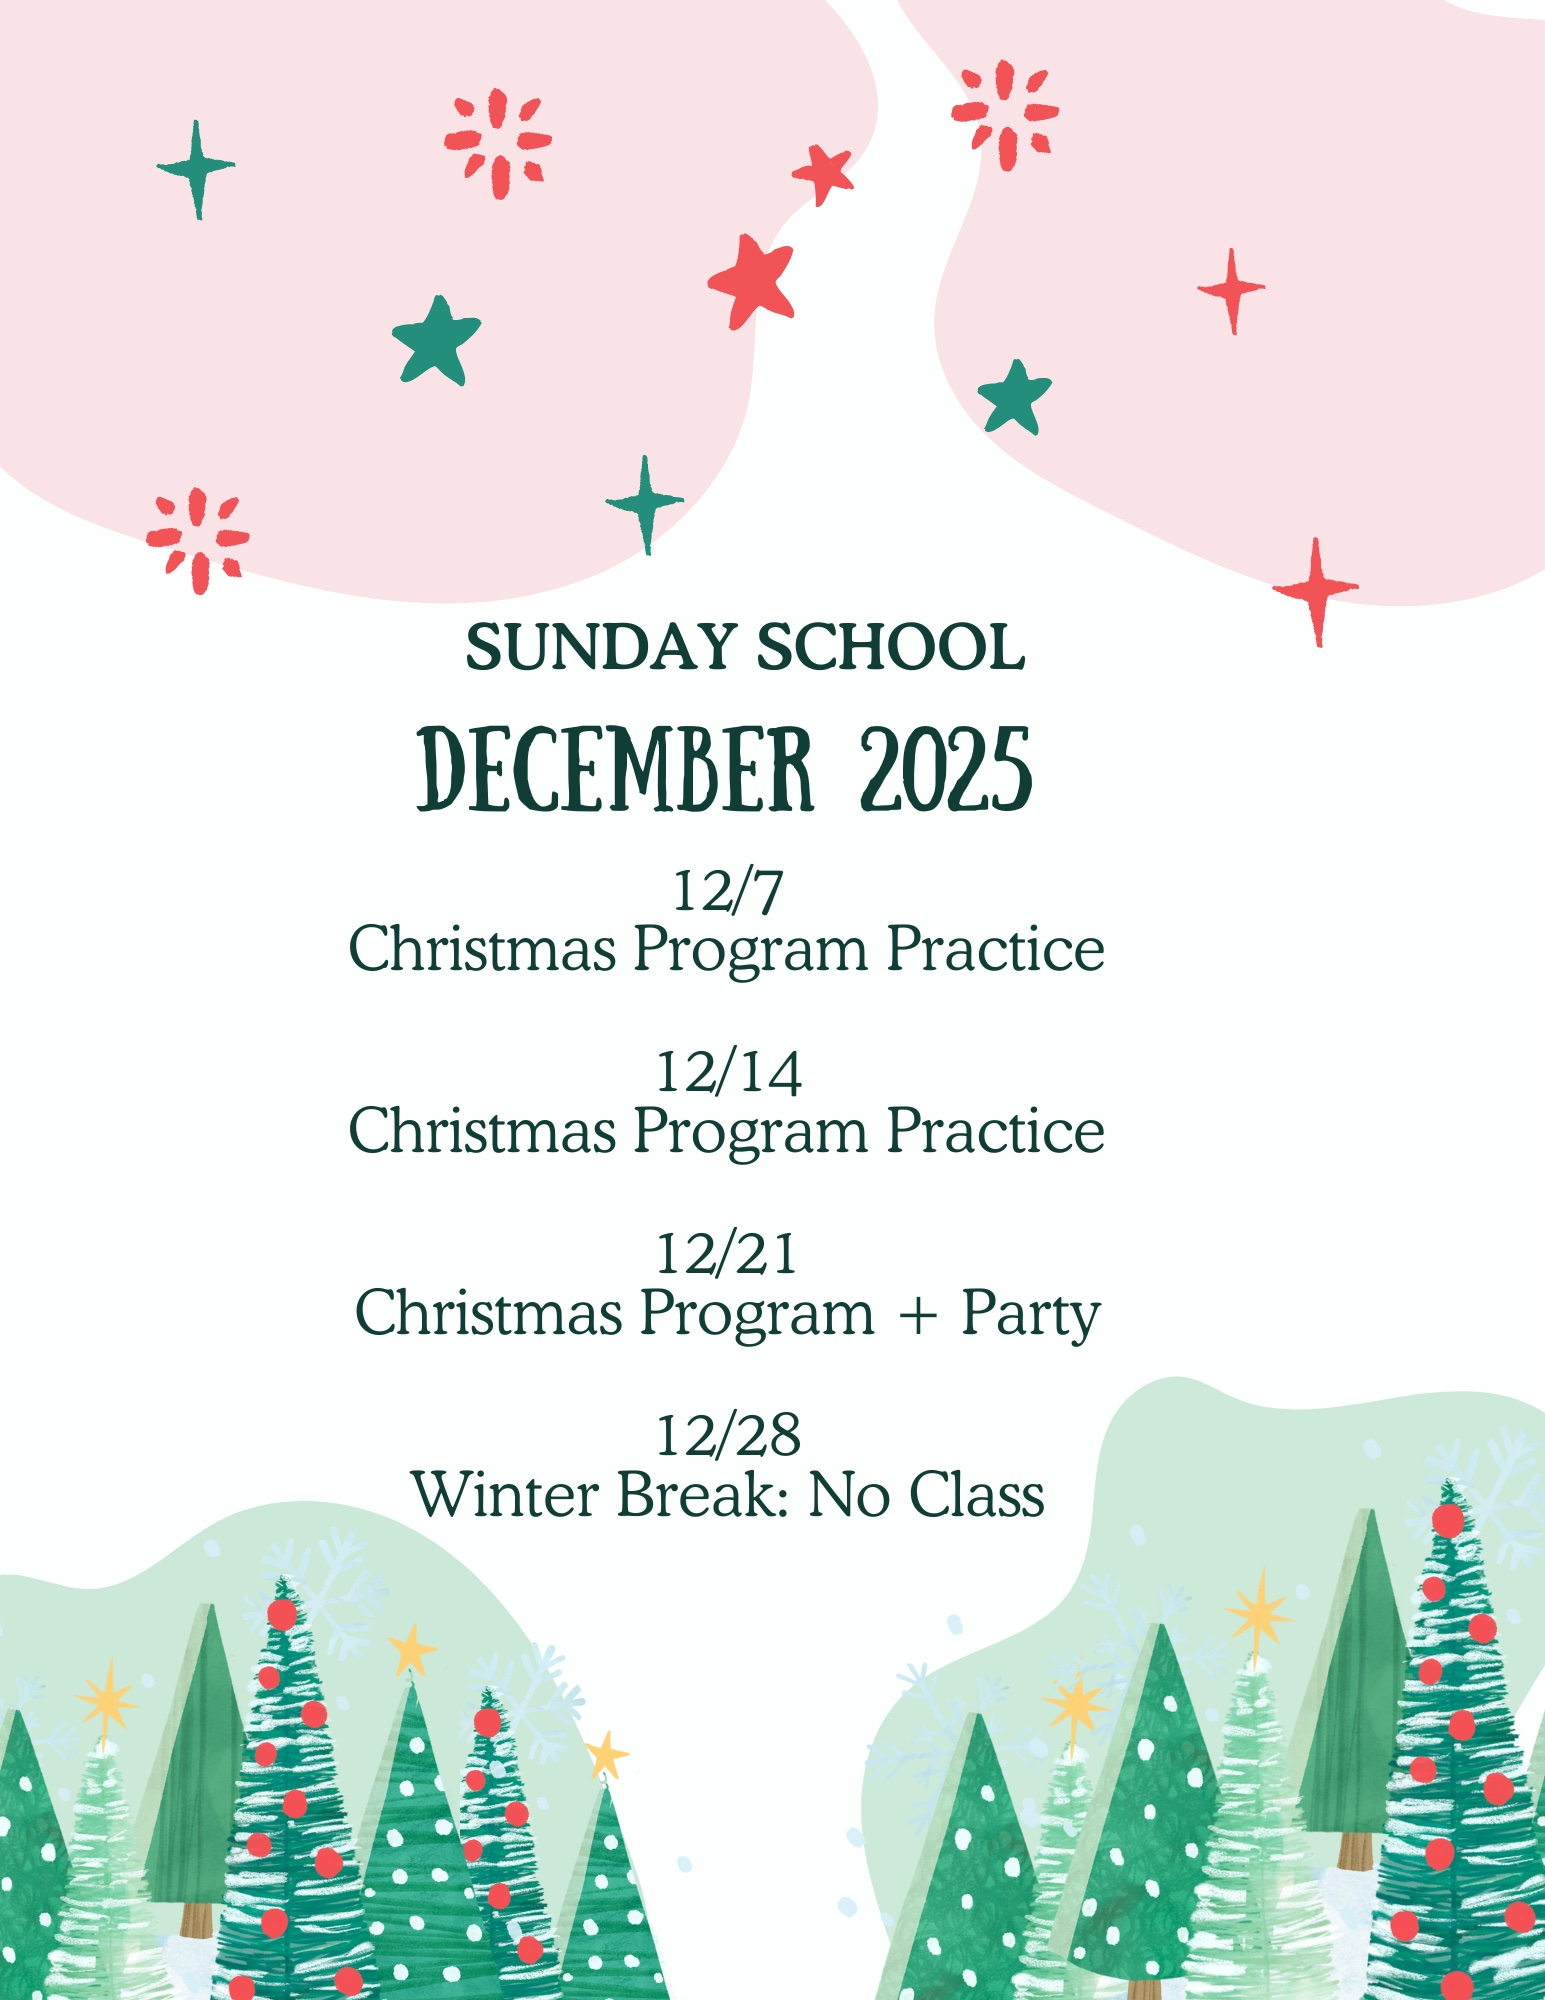 SUNDAY SCHOOL
DECEMBER 2025
12/7
Christmas Program Practice
12/14
Christmas Program Practice
12/21
Christmas Program + Party
12/28
Winter Break: No Class